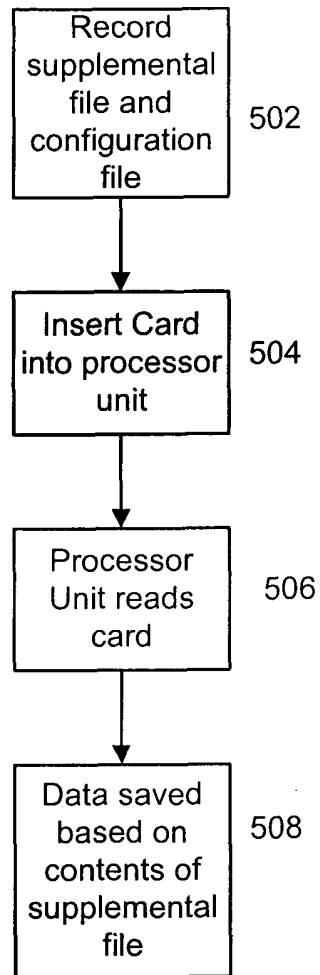 Record
supplemental
file and
configuration
file
502
Insert Card
into processor
unit
504
Processor
Unit reads
card
506
Data saved
based on
contents of
supplemental
file
508